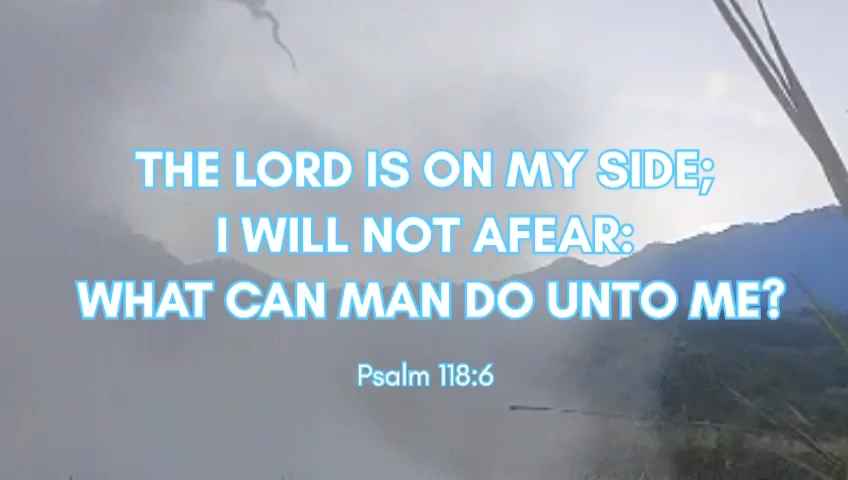 THE LORD IS ON MY SIDE;
I WILL NOT AFEAR:
WHAT CAN MAN DO UNTO ME?
Psalm 118:6